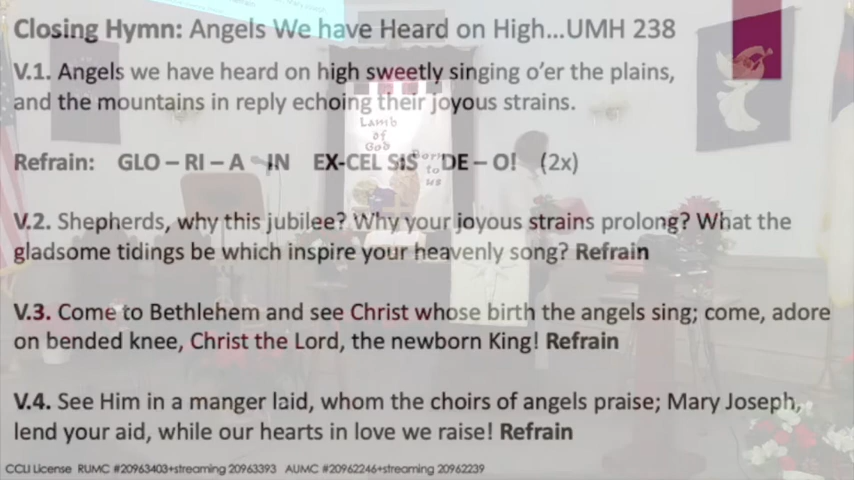 Closing Hymn: Angels We have Heard on High...UMH 238
V.1. Angels we have heard on high sweetly singing o'er the plains,
and the mountains in reply echoing their joyous strains.
Lamb
of
God
Refrain: GLO – RI – A IN EX-CEL SIS DE – O! (2x)
Born
to
us
V.2. Shepherds, why this jubilee? Why your joyous strains prolong? What the
gladsome tidings be which inspire your heavenly song? Refrain
V.3. Come to Bethlehem and see Christ whose birth the angels sing; come, adore
on bended knee, Christ the Lord, the newborn King! Refrain
V.4. See Him in a manger laid, whom the choirs of angels praise; Mary Joseph,
lend your aid, while our hearts in love we raise! Refrain
CCLI License RUMC #20963403+streaming 20963393 AUMC #20962246+streaming 20962239